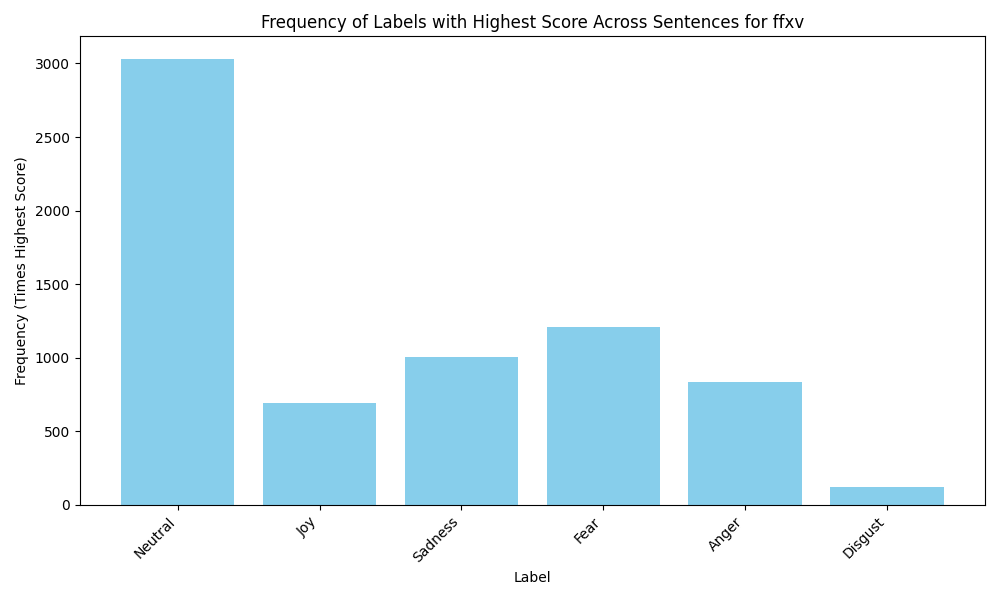 Frequency of Labels with Highest Score Across Sentences for ffxv
Frequency (Times Highest Score)
3000
2500
2000
1500
1000
500
0
Neutral
Joy
Sadness
Fear
Anger
Disgust
Label